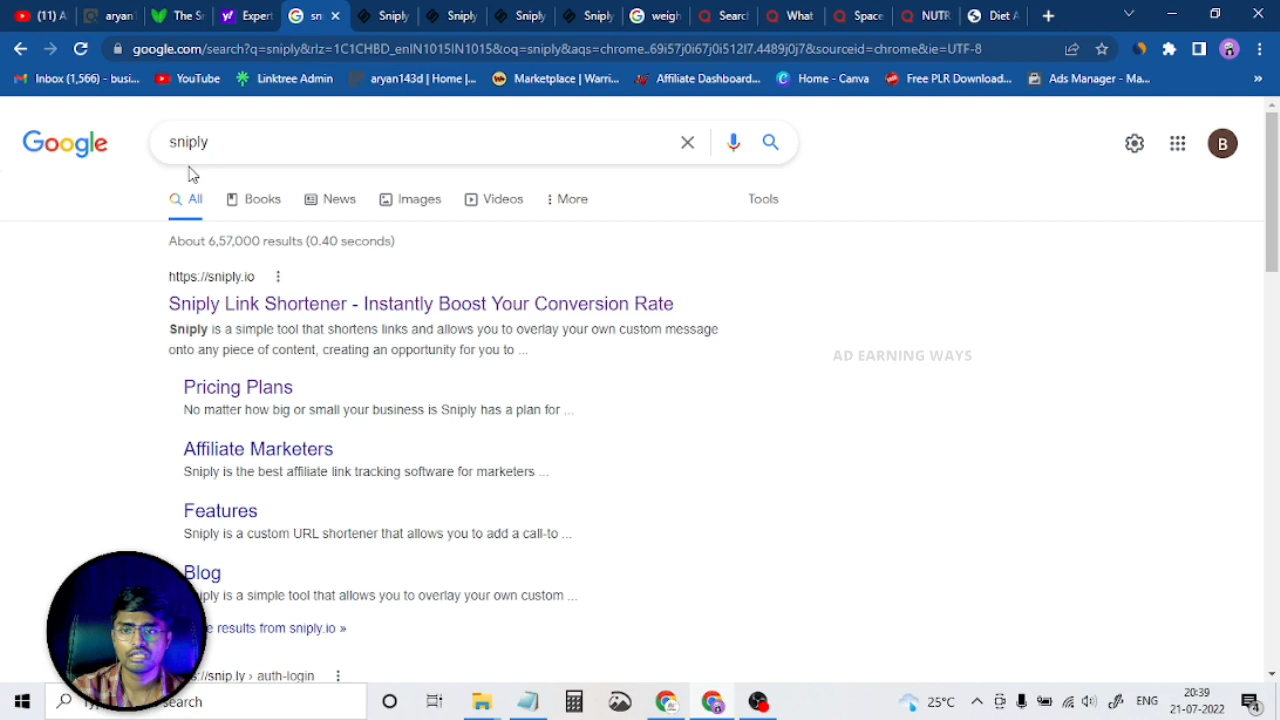 (1) A
aryan
The S
Expert
sn
Sniply
Sniply
Sniply
Sniply
weigh
Searc
What
Space
NUTR
Diet A
google.com/search?q=sniply&rlz=1C1CHBD_enIN1015IN1015&oq=sniply&aqs=chrome..69i57j0i67j0i512l7.4489j0j7&sourceid=chrome&ie=UTF-8
Inbox (1,566) - busi...
YouTube
Linktree Admin
aryan143d | Home |...
Marketplace | Warri...
Affiliate Dashboard...
Home - Canva
Free PLR Download...
Ads Manager - Ma...
»
Google
sniply
B
All
Books
News
Images
Videos
More
Tools
About 6,57,000 results (0.40 seconds)
https://sniply.io
Sniply Link Shortener - Instantly Boost Your Conversion Rate
Sniply is a simple tool that shortens links and allows you to overlay your own custom message
onto any piece of content, creating an opportunity for you to ...
AD EARNING WAYS
Pricing Plans
No matter how big or small your business is Sniply has a plan for ...
Affiliate Marketers
Sniply is the best affiliate link tracking software for marketers ...
Features
Sniply is a custom URL shortener that allows you to add a call-to ...
Blog
iply is a simple tool that allows you to overlay your own custom ...
e results from sniply.io »
s://snip.ly › auth-login
search
25°C
ENG
20:39
21-07-2022
4